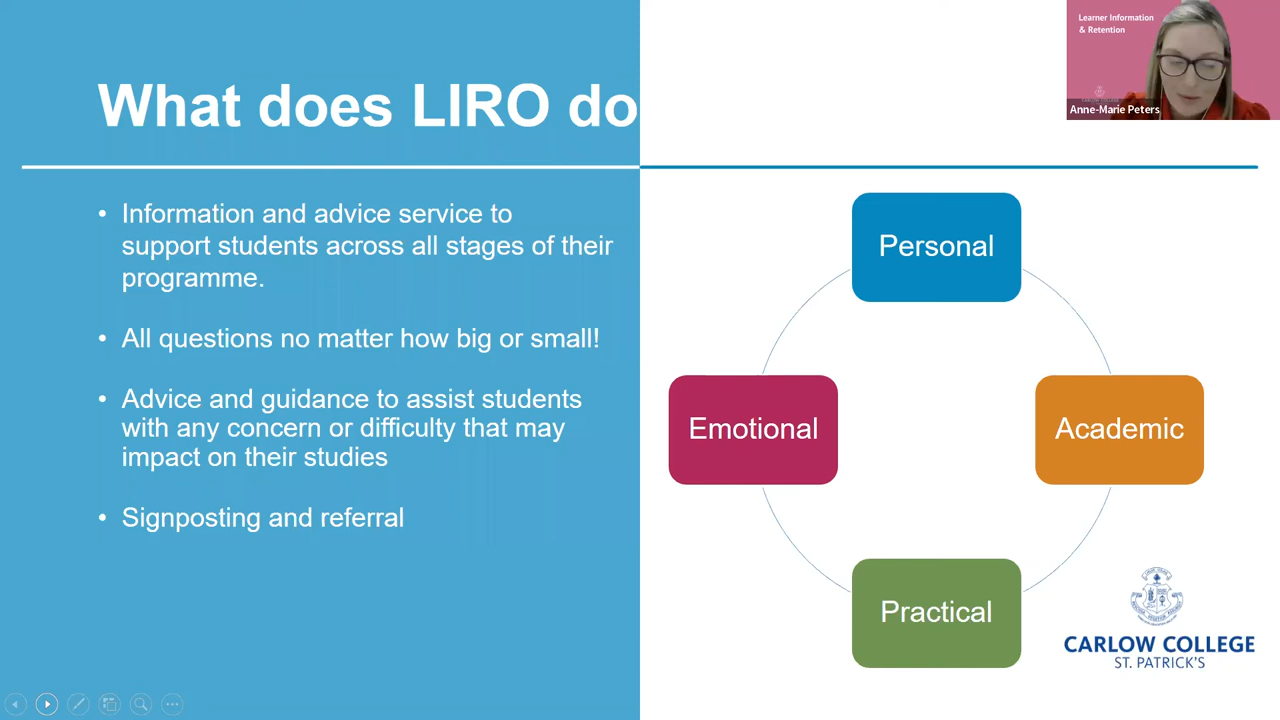 What does LIRO do
Information and advice service to
support students across all stages of their
programme.
All questions no matter how big or small!
Advice and guidance to assist students
with any concern or difficulty that may
impact on their studies
Signposting and referral
Learner Information
& Retention
Anne-Marie Peters
Personal
Emotional
Academic
Practical
CARLOW COLLEGE
ST. PATRICK'S